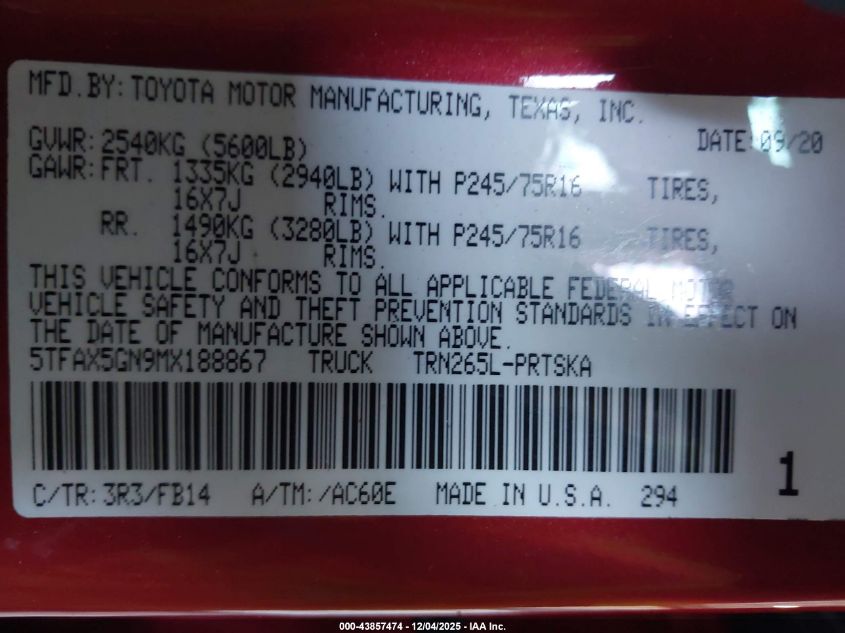 MFD.BY: TOYOTA MOTOR MANUFACTURING, TEXAS, INC.
GVWR: 2540KG (5600LB) DATE: 09/20
GAWR: FRT. 1335KG (2940LB) WITH P245/75R16 TIRES,
16X7J RIMS.
RR. 1490KG (3280LB) WITH P245/75R16 TIRES,
16X7J RIMS.
THIS VEHICLE CONFORMS TO ALL APPLICABLE FEDERAL MOTOR
VEHICLE SAFETY AND THEFT PREVENTION STANDARDS IN EFFECT ON
THE DATE OF MANUFACTURE SHOWN ABOVE.
5TFAX5GN9MX188867 TRUCK TRN265L-PRTSKA
1
C/TR: 3R3/FB14 A/TM: /AC60E MADE IN U.S.A. 294
000-43857474 - 12/04/2025 - IAA Inc.